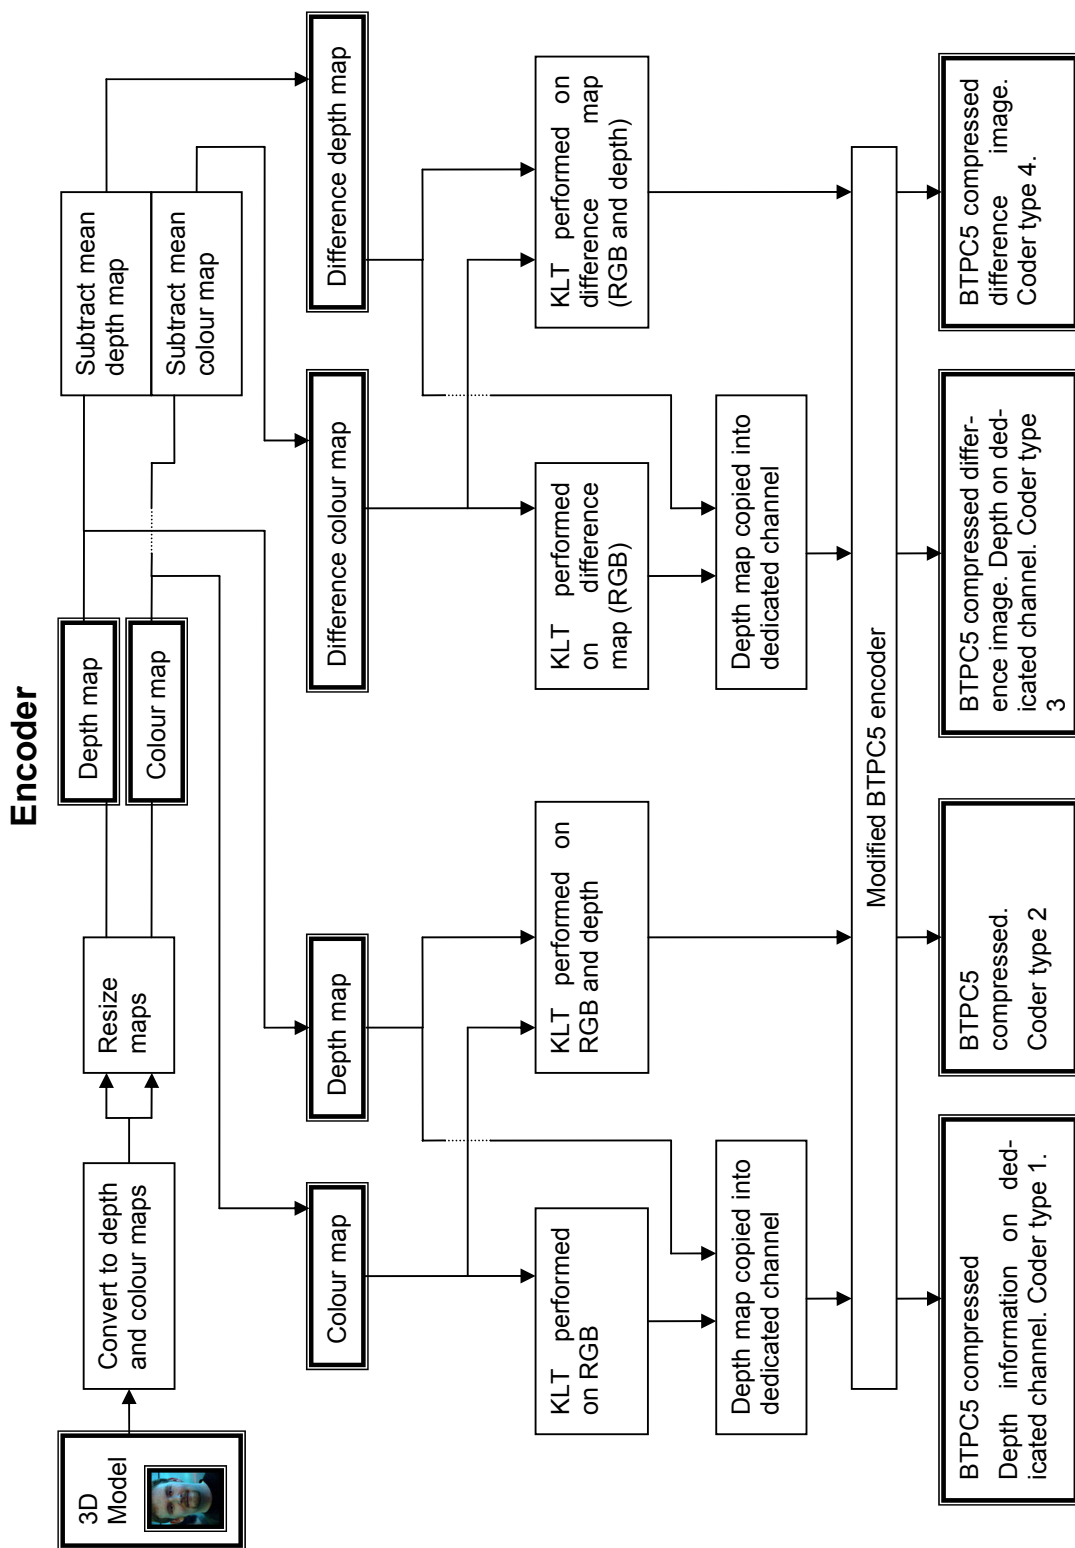 Encoder
3D
Model
Convert to depth
and colour maps
Resize
maps
Depth map
Colour map
Subtract mean
depth map
Subtract mean
colour map
Colour map
Depth map
Difference colour map
Difference depth map
KLT performed
on RGB
KLT performed on
RGB and depth
KLT performed
on difference
map (RGB)
KLT performed on
difference map
(RGB and depth)
Depth map copied into
dedicated channel
Depth map copied into
dedicated channel
Modified BTPC5 encoder
BTPC5 compressed
Depth information on ded-
icated channel. Coder type 1.
BTPC5
compressed.
Coder type 2
BTPC5 compressed differ-
ence image. Depth on ded-
icated channel. Coder type
3
BTPC5 compressed
difference image.
Coder type 4.